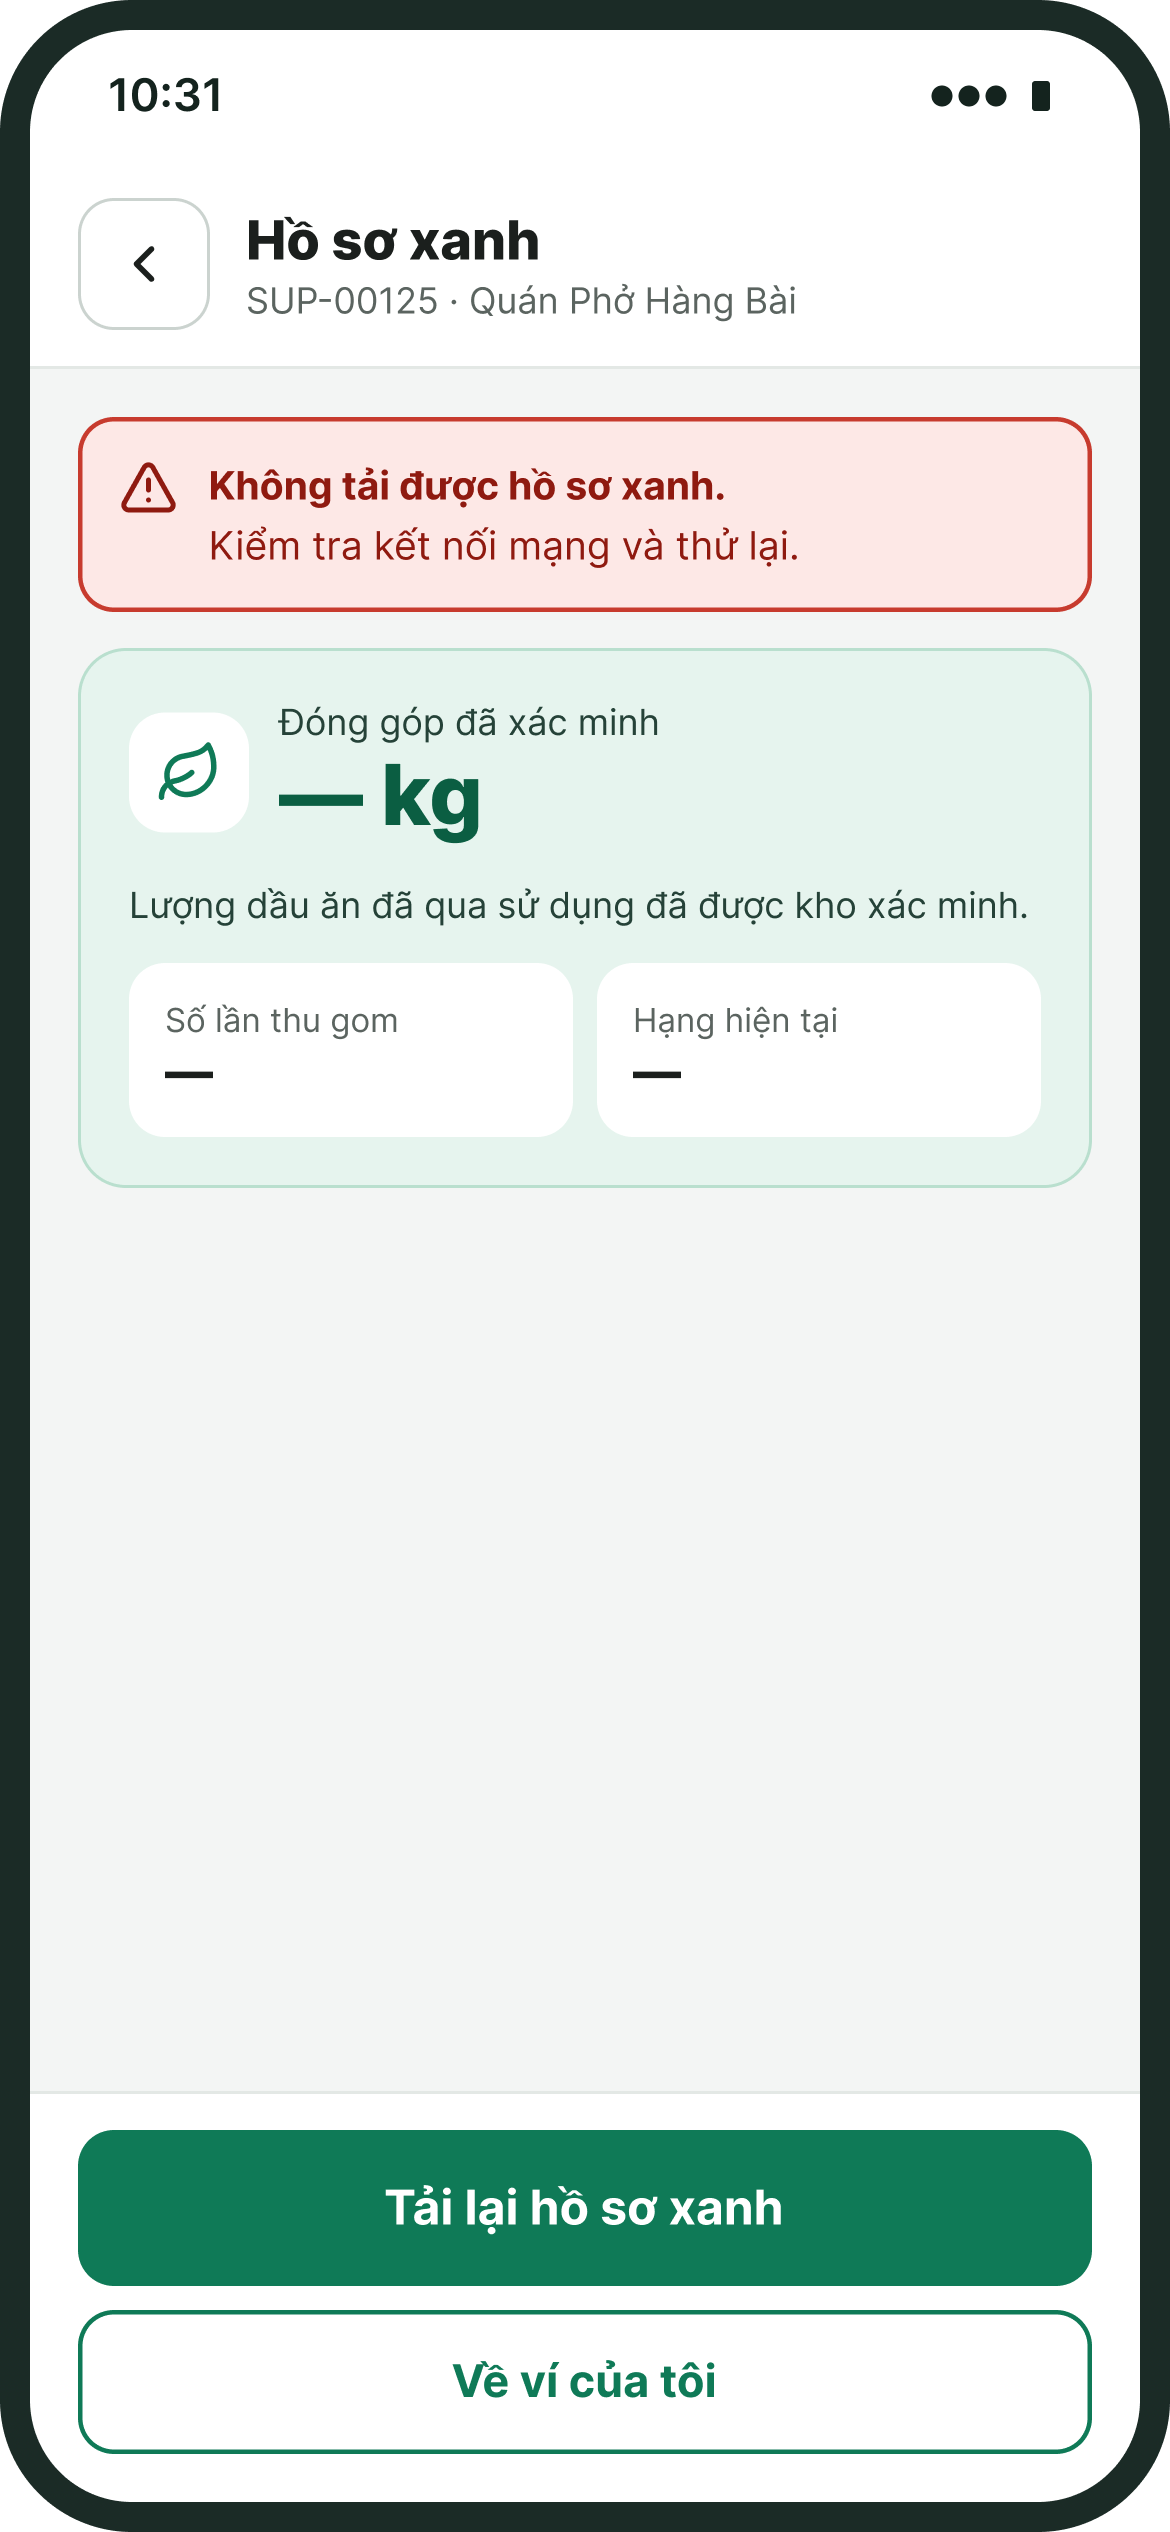 10:31
Hồ sơ xanh
SUP-00125 · Quán Phở Hàng Bài
Không tải được hồ sơ xanh.
Kiểm tra kết nối mạng và thử lại.
Đóng góp đã xác minh
— kg
Lượng dầu ăn đã qua sử dụng đã được kho xác minh.
Số lần thu gom
—
Hạng hiện tại
—
Tải lại hồ sơ xanh
Về ví của tôi